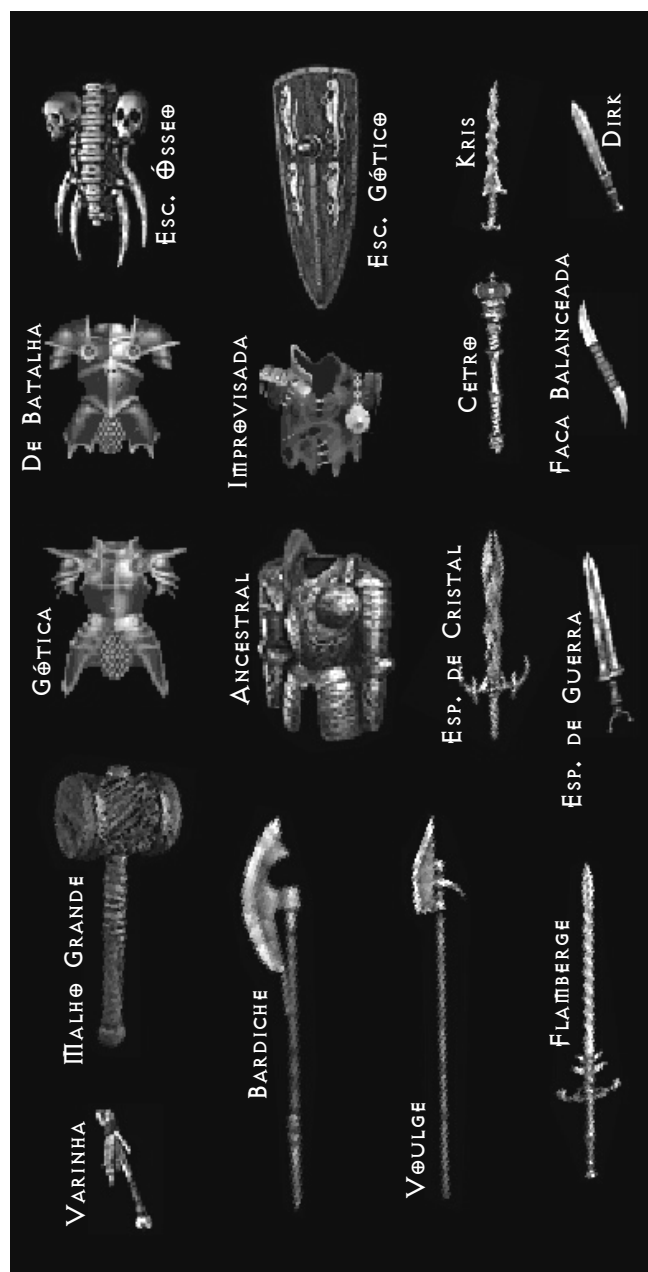 Varinha
Malho Grande
Gótica
De Batalha
Esc. Ósseo
Bardiche
Ancestral
Improvisada
Esc. Gótico
Voulge
Esp. de Cristal
Cetro
Kris
Flamberge
Esp. de Guerra
Faca Balanceada
Dirk